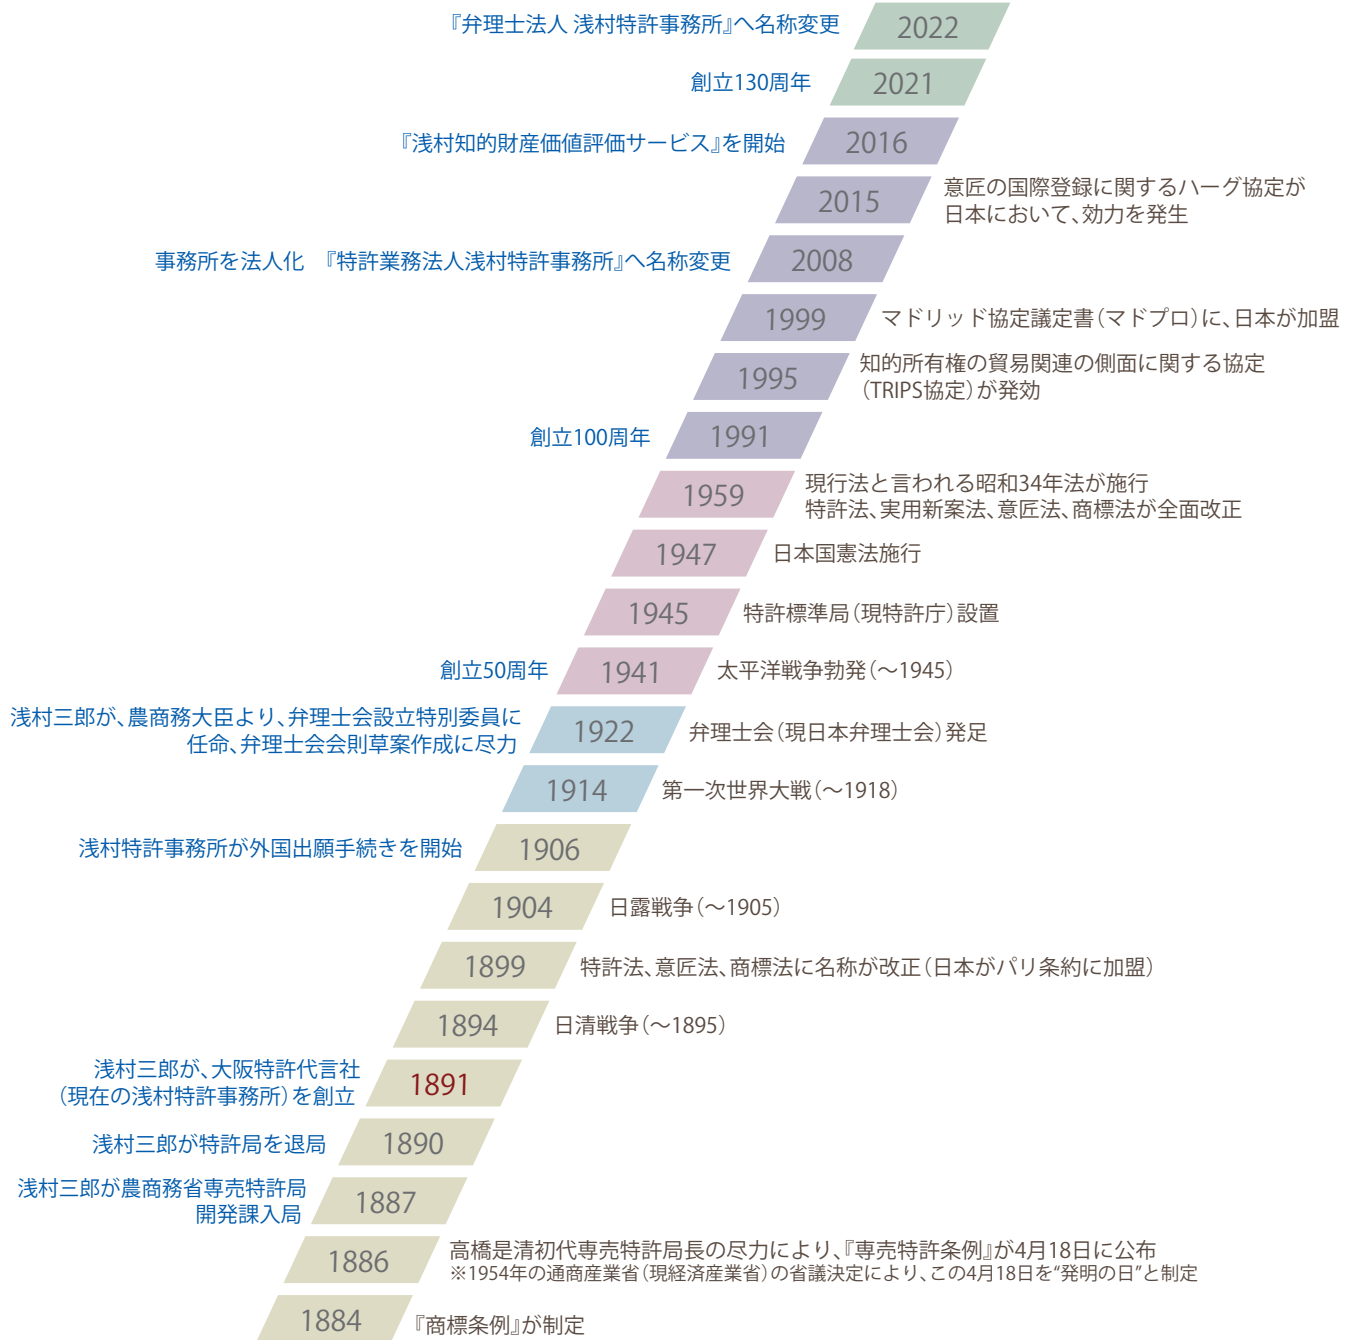 『弁理士法人 浅村特許事務所』へ名称変更
2022
創立130周年
2021
『浅村知的財産価値評価サービス』を開始
2016
2015
意匠の国際登録に関するハーグ協定が
日本において、効力を発生
事務所を法人化　『特許業務法人浅村特許事務所』へ名称変更
2008
1999
マドリッド協定議定書（マドプロ）に、日本が加盟
1995
知的所有権の貿易関連の側面に関する協定
（TRIPS協定）が発効
創立100周年
1991
1959
現行法と言われる昭和34年法が施行
特許法、実用新案法、意匠法、商標法が全面改正
1947
日本国憲法施行
1945
特許標準局（現特許庁）設置
創立50周年
1941
太平洋戦争勃発（～1945）
浅村三郎が、農商務大臣より、弁理士会設立特別委員に
任命、弁理士会会則草案作成に尽力
1922
弁理士会（現日本弁理士会）発足
1914
第一次世界大戦（～1918）
浅村特許事務所が外国出願手続きを開始
1906
1904
日露戦争（～1905）
1899
特許法、意匠法、商標法に名称が改正（日本がパリ条約に加盟）
1894
日清戦争（～1895）
浅村三郎が、大阪特許代言社
（現在の浅村特許事務所）を創立
1891
浅村三郎が特許局を退局
1890
浅村三郎が農商務省専売特許局
開発課入局
1887
1886
高橋是清初代専売特許局長の尽力により、『専売特許条例』が4月18日に公布
※1954年の通商産業省（現経済産業省）の省議決定により、この4月18日を“発明の日”と制定
1884
『商標条例』が制定